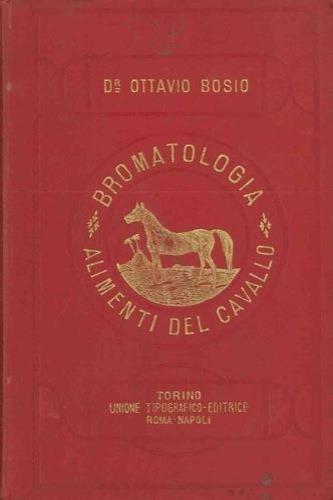 DR. OTTAVIO BOSIO
BROMATOLOGIA
ALIMENTI DEL CAVALLO
TORINO
UNIONE TIPOGRAFICO-EDITRICE
ROMA-NAPOLI